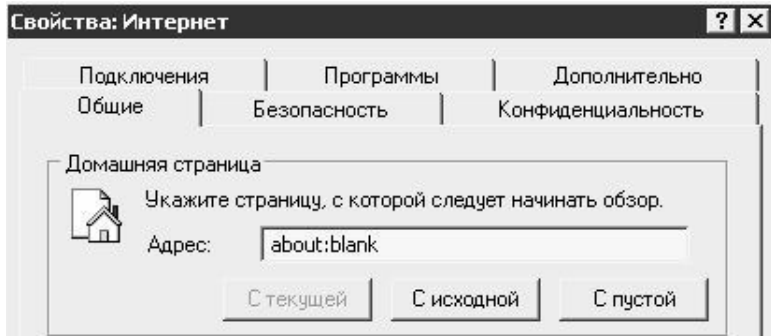 Свойства: Интернет
Подключения Программы Дополнительно
Общие Безопасность Конфиденциальность
Домашняя страница
Укажите страницу, с которой следует начинать обзор.
Адрес: about:blank
С текущей С исходной С пустой